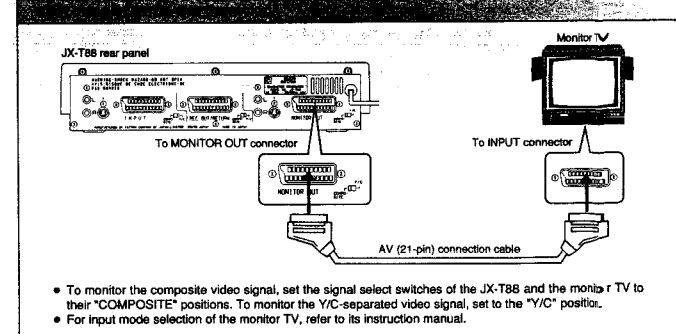 Monitor TV
JX-T88 rear panel
INPUT
REC OUT/RETURN
MONITOR OUT
To MONITOR OUT connector
To INPUT connector
MONITOR OUT
Y/C
AV (21-pin) connection cable
• To monitor the composite video signal, set the signal select switches of the JX-T88 and the monitor TV to
their "COMPOSITE" positions. To monitor the Y/C-separated video signal, set to the "Y/C" position.
• For input mode selection of the monitor TV, refer to its instruction manual.